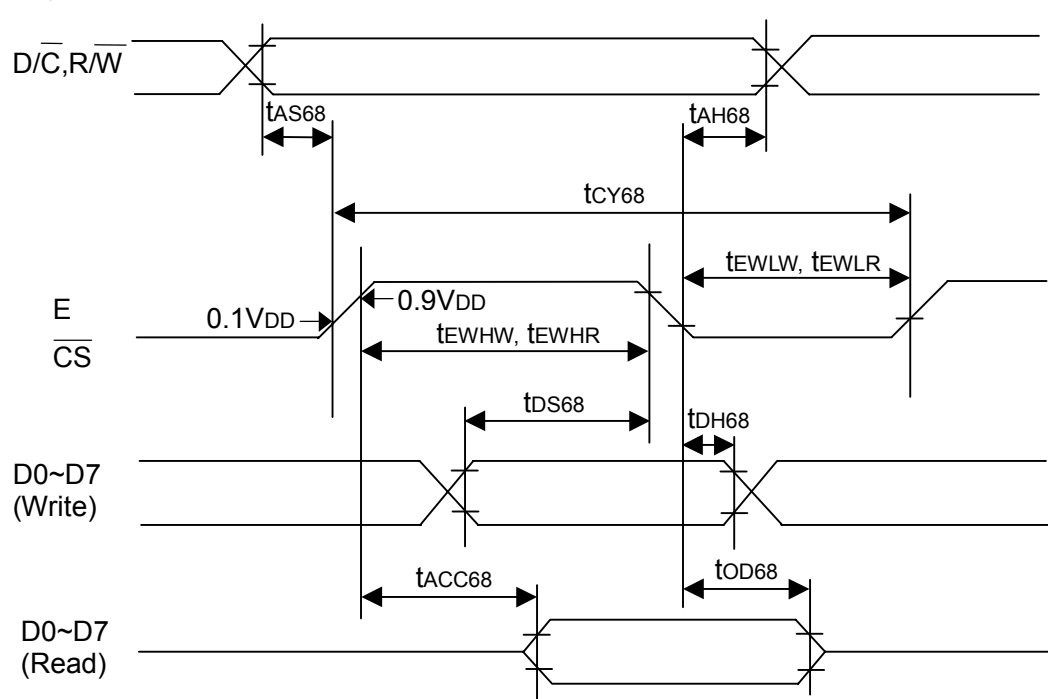 D/C̅,R/W̅
tAS68
tAH68
tCY68
tEWLW, tEWLR
E
C̅S̅
0.1VDD
0.9VDD
tEWHW, tEWHR
tDS68
tDH68
D0~D7
(Write)
tACC68
tOD68
D0~D7
(Read)